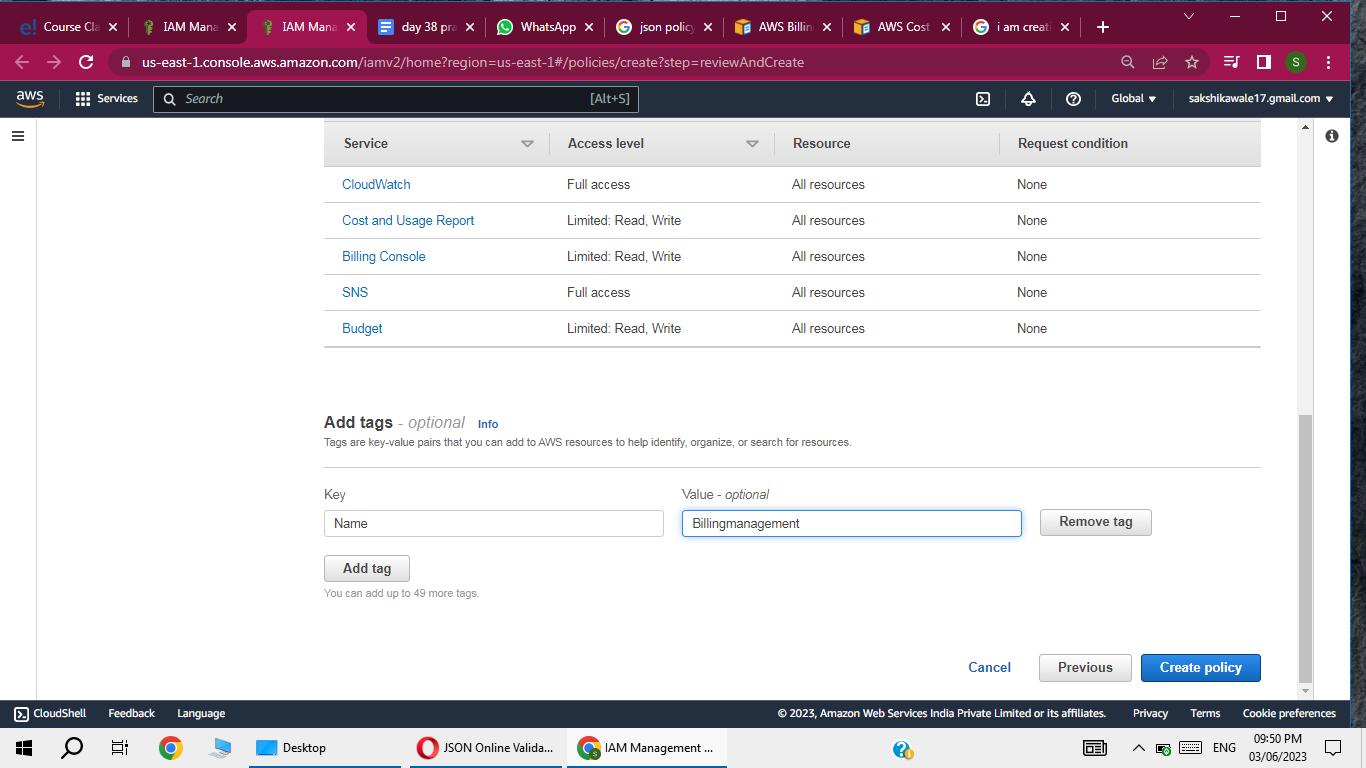 Course Cla
IAM Mana
IAM Mana
day 38 pra
WhatsApp
json policy
AWS Billin
AWS Cost
i am creati
us-east-1.console.aws.amazon.com/iamv2/home?region=us-east-1#/policies/create?step=reviewAndCreate
S
aws
Services
Search
[Alt+S]
Global
sakshikawale17.gmail.com
Service Access level Resource Request condition
CloudWatch Full access All resources None
Cost and Usage Report Limited: Read, Write All resources None
Billing Console Limited: Read, Write All resources None
SNS Full access All resources None
Budget Limited: Read, Write All resources None
Add tags - optional Info
Tags are key-value pairs that you can add to AWS resources to help identify, organize, or search for resources.
Key Value - optional
Name Billingmanagement Remove tag
Add tag
You can add up to 49 more tags.
Cancel Previous Create policy
CloudShell Feedback Language © 2023, Amazon Web Services India Private Limited or its affiliates. Privacy Terms Cookie preferences
Desktop JSON Online Valida... IAM Management ... ENG 09:50 PM
03/06/2023